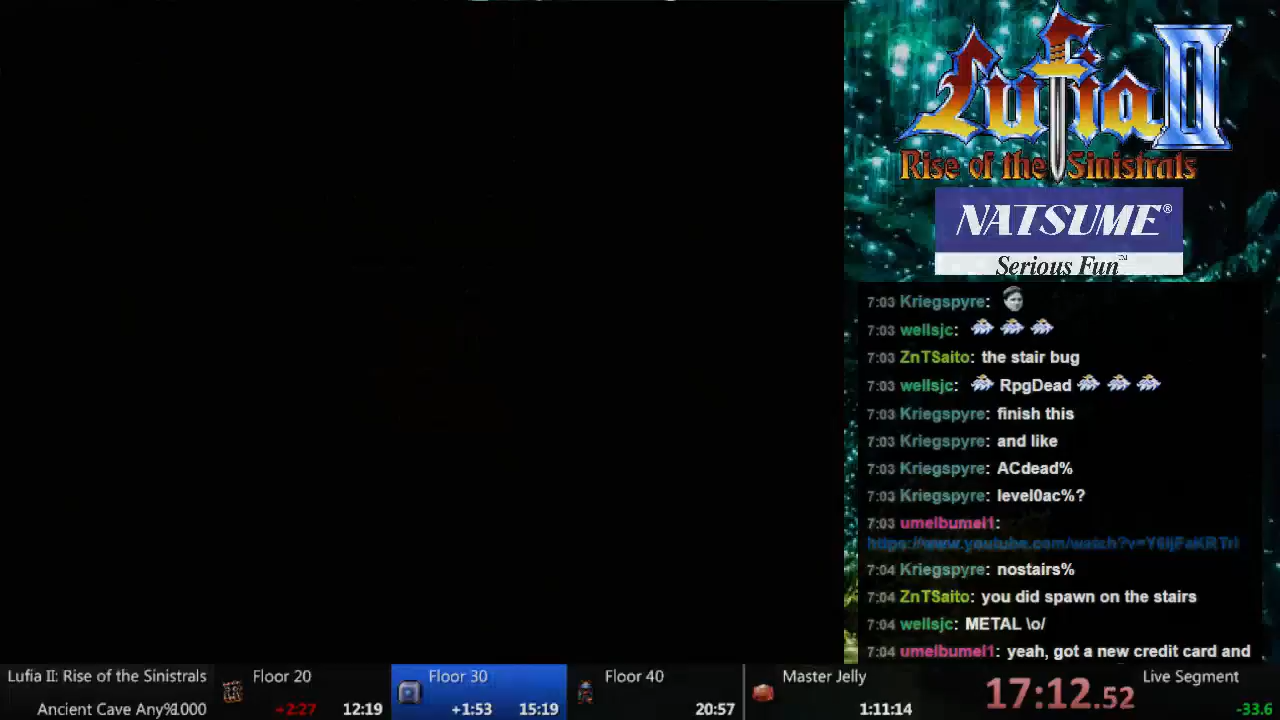 Lufia II
Rise of the Sinistrals
NATSUME®
Serious Fun™
7:03 Kriegspyre:
7:03 wellsjc:
7:03 ZnTSaito: the stair bug
7:03 wellsjc: RpgDead
7:03 Kriegspyre: finish this
7:03 Kriegspyre: and like
7:03 Kriegspyre: ACdead%
7:03 Kriegspyre: level0ac%?
7:03 umelbumel1:
7:04 Kriegspyre: nostairs%
7:04 ZnTSaito: you did spawn on the stairs
7:04 wellsjc: METAL \o/
7:04 umelbumel1: yeah, got a new credit card and
Lufia II: Rise of the Sinistrals
Ancient Cave Any%
Floor 20
-2:27 12:19
Floor 30
+1:53 15:19
Floor 40
20:57
Master Jelly
1:11:14
17:12.52
Live Segment
-33.6